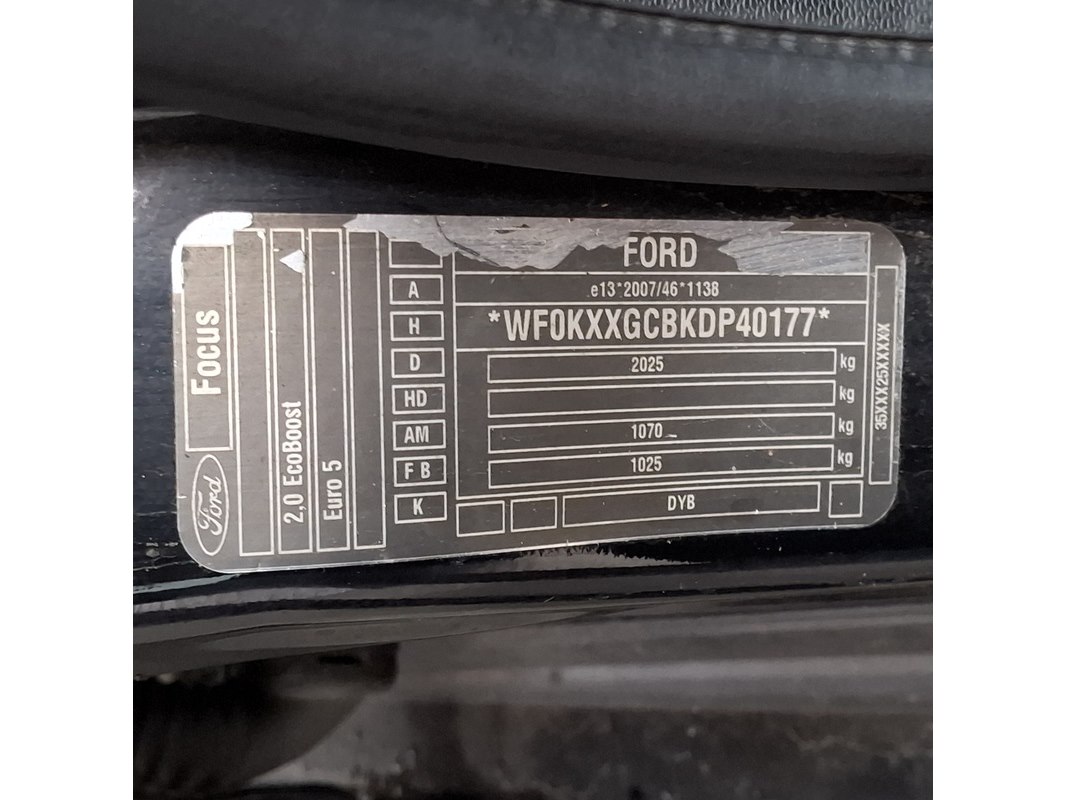 FORD
e13*2007/46*1138
*WF0KXXGCBKDP40177*
2025 kg
kg
1070 kg
1025 kg
DYB
35XXX25XXXXX
A
H
D
HD
AM
F B
K
Focus
2,0 EcoBoost
Euro 5
Ford